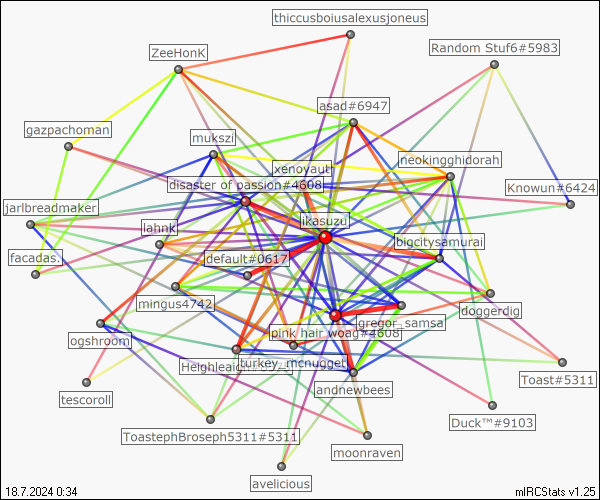 thiccusboiusalexusjoneus
Random Stuf6#5983
ZeeHonK
asad#6947
gazpachoman
mukszi
neokingghidorah
xenoyaut
disaster of passion#4608
Knowun#6424
jarlbreadmaker
ikasuzu
lahnk
bigcitysamurai
facadas.
default#0617
mingus4742
doggerdig
gregor_samsa
pink hair woag#4608
ogshroom
turkey_mcnugget
Toast#5311
andnewbees
tescoroll
Duck™#9103
ToastephBroseph5311#5311
moonraven
avelicious
18.7.2024 0:34
mIRCStats v1.25